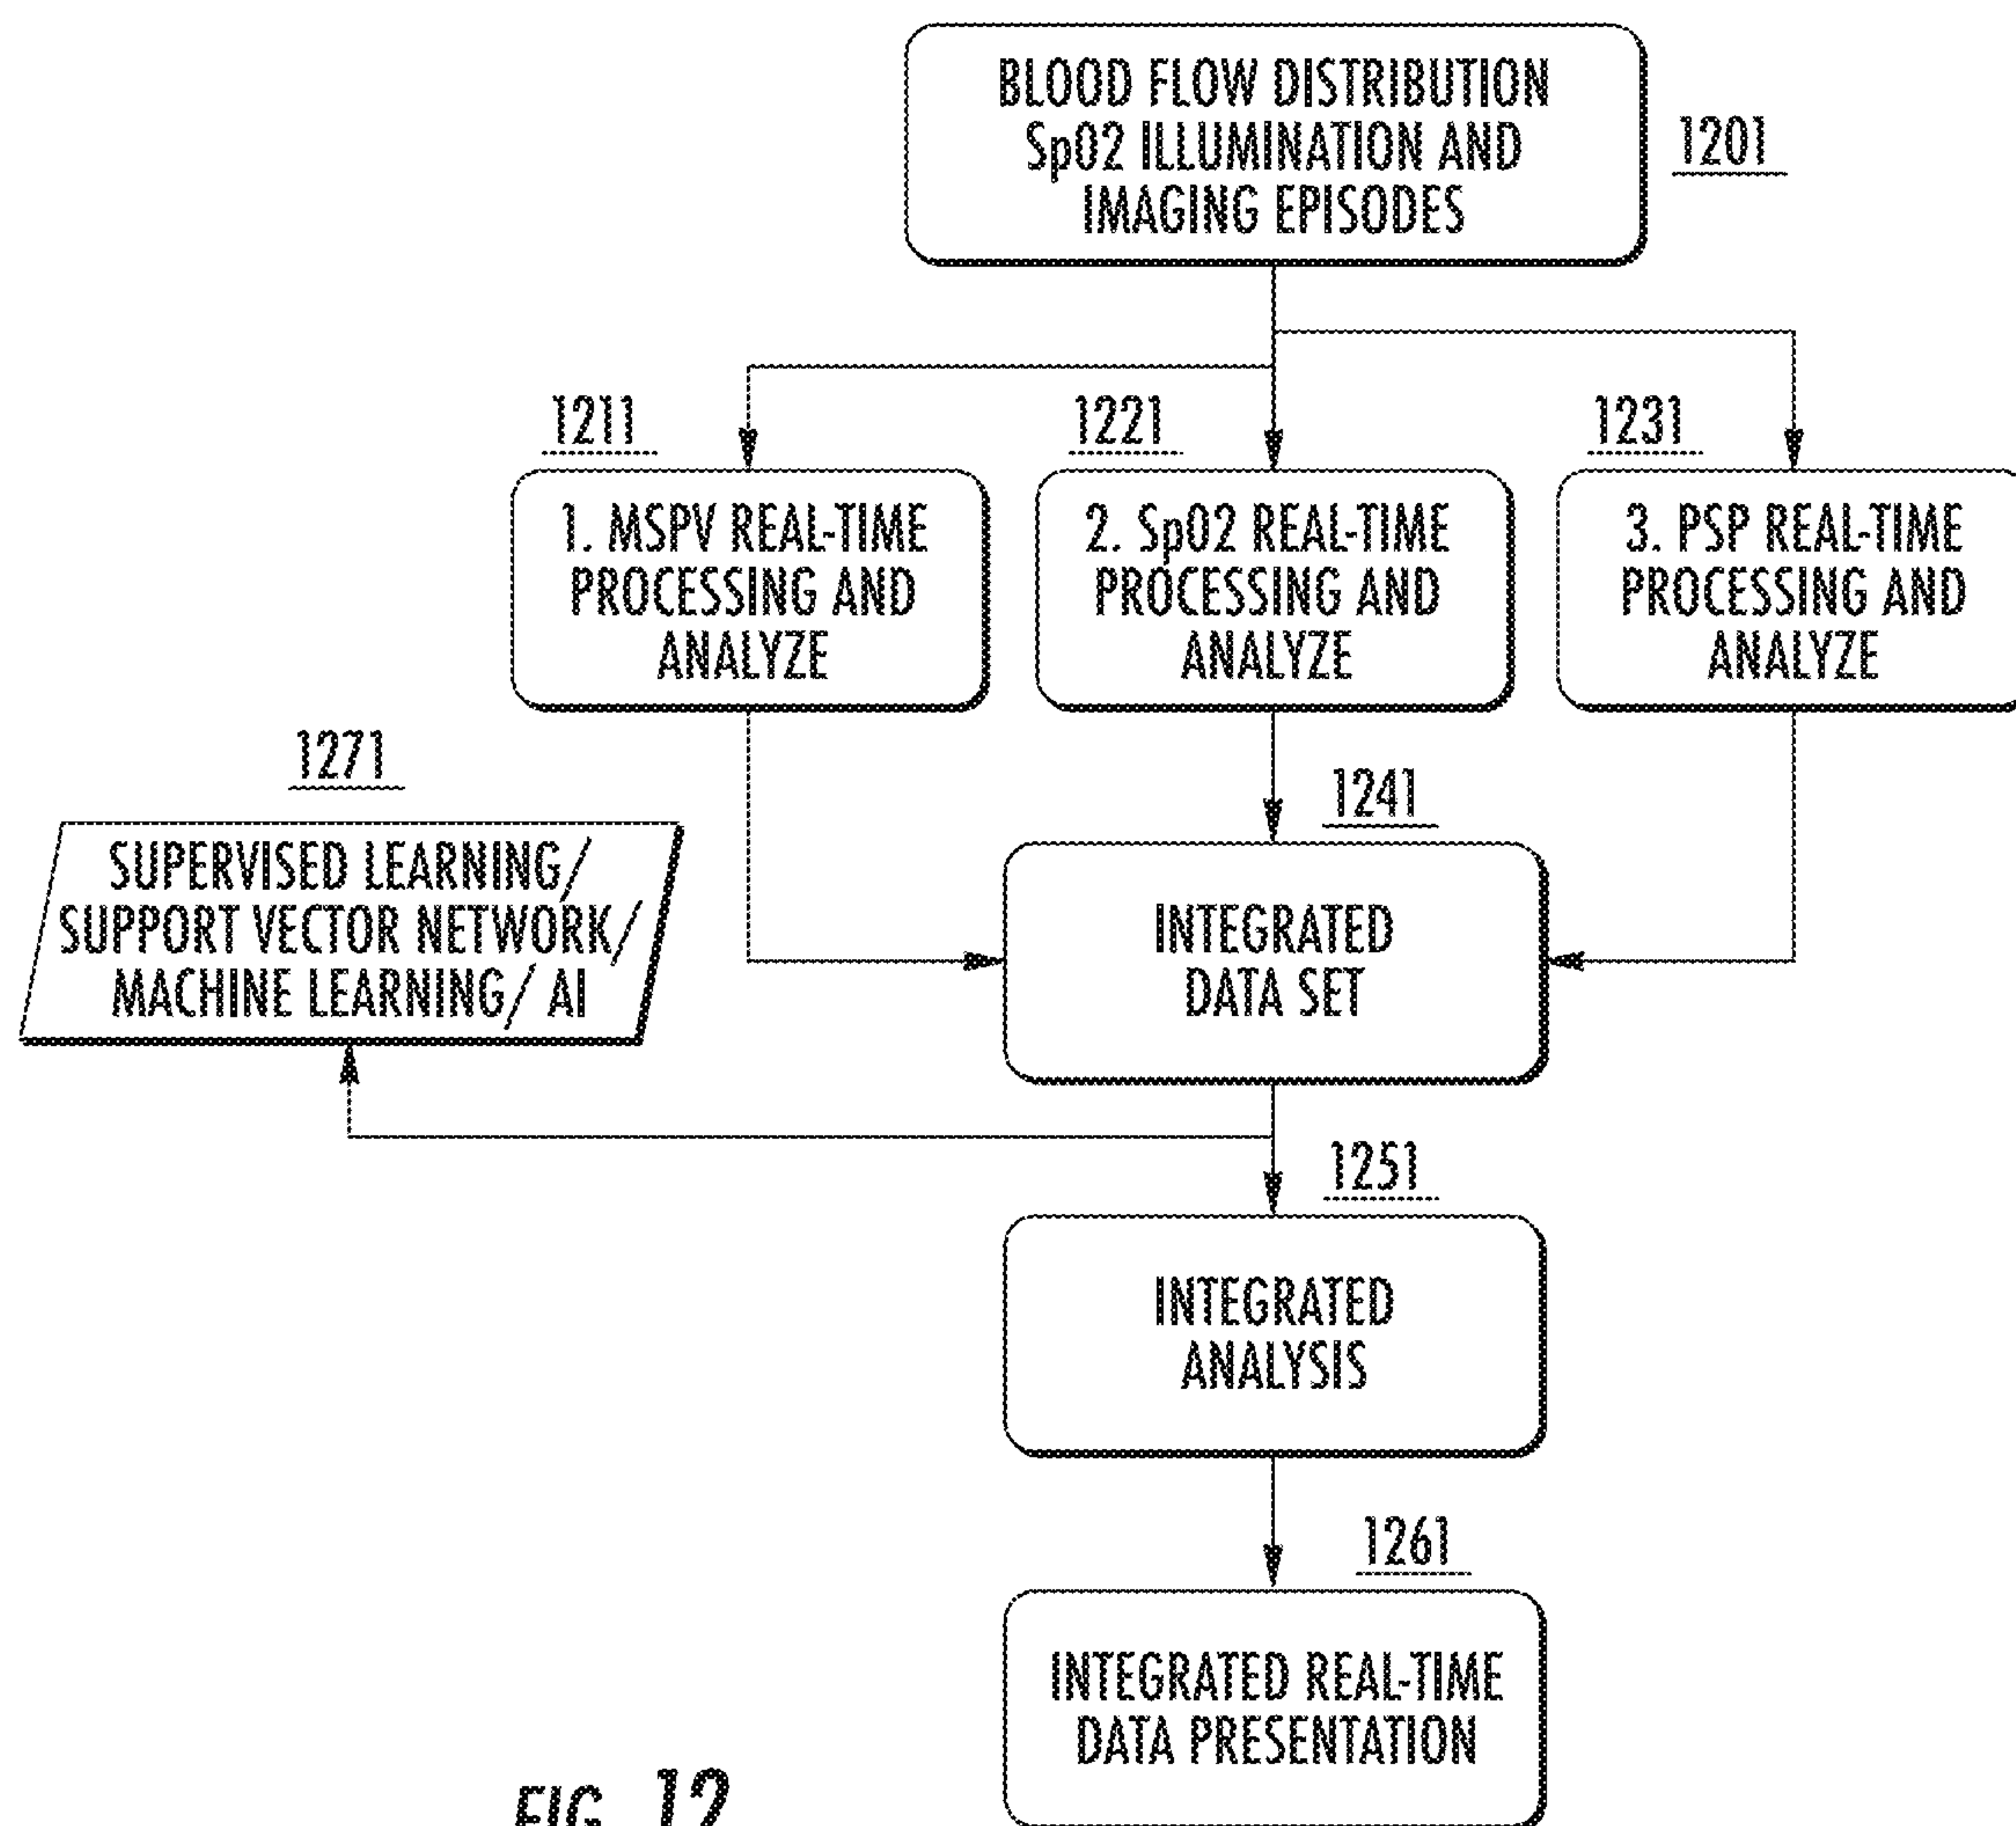 BLOOD FLOW DISTRIBUTION
Sp02 ILLUMINATION AND
IMAGING EPISODES
1201
1211
1221
1231
1. MSPV REAL-TIME
PROCESSING AND
ANALYZE
2. Sp02 REAL-TIME
PROCESSING AND
ANALYZE
3. PSP REAL-TIME
PROCESSING AND
ANALYZE
1271
1241
SUPERVISED LEARNING/
SUPPORT VECTOR NETWORK/
MACHINE LEARNING/ AI
INTEGRATED
DATA SET
1251
INTEGRATED
ANALYSIS
1261
INTEGRATED REAL-TIME
DATA PRESENTATION
FIG. 12